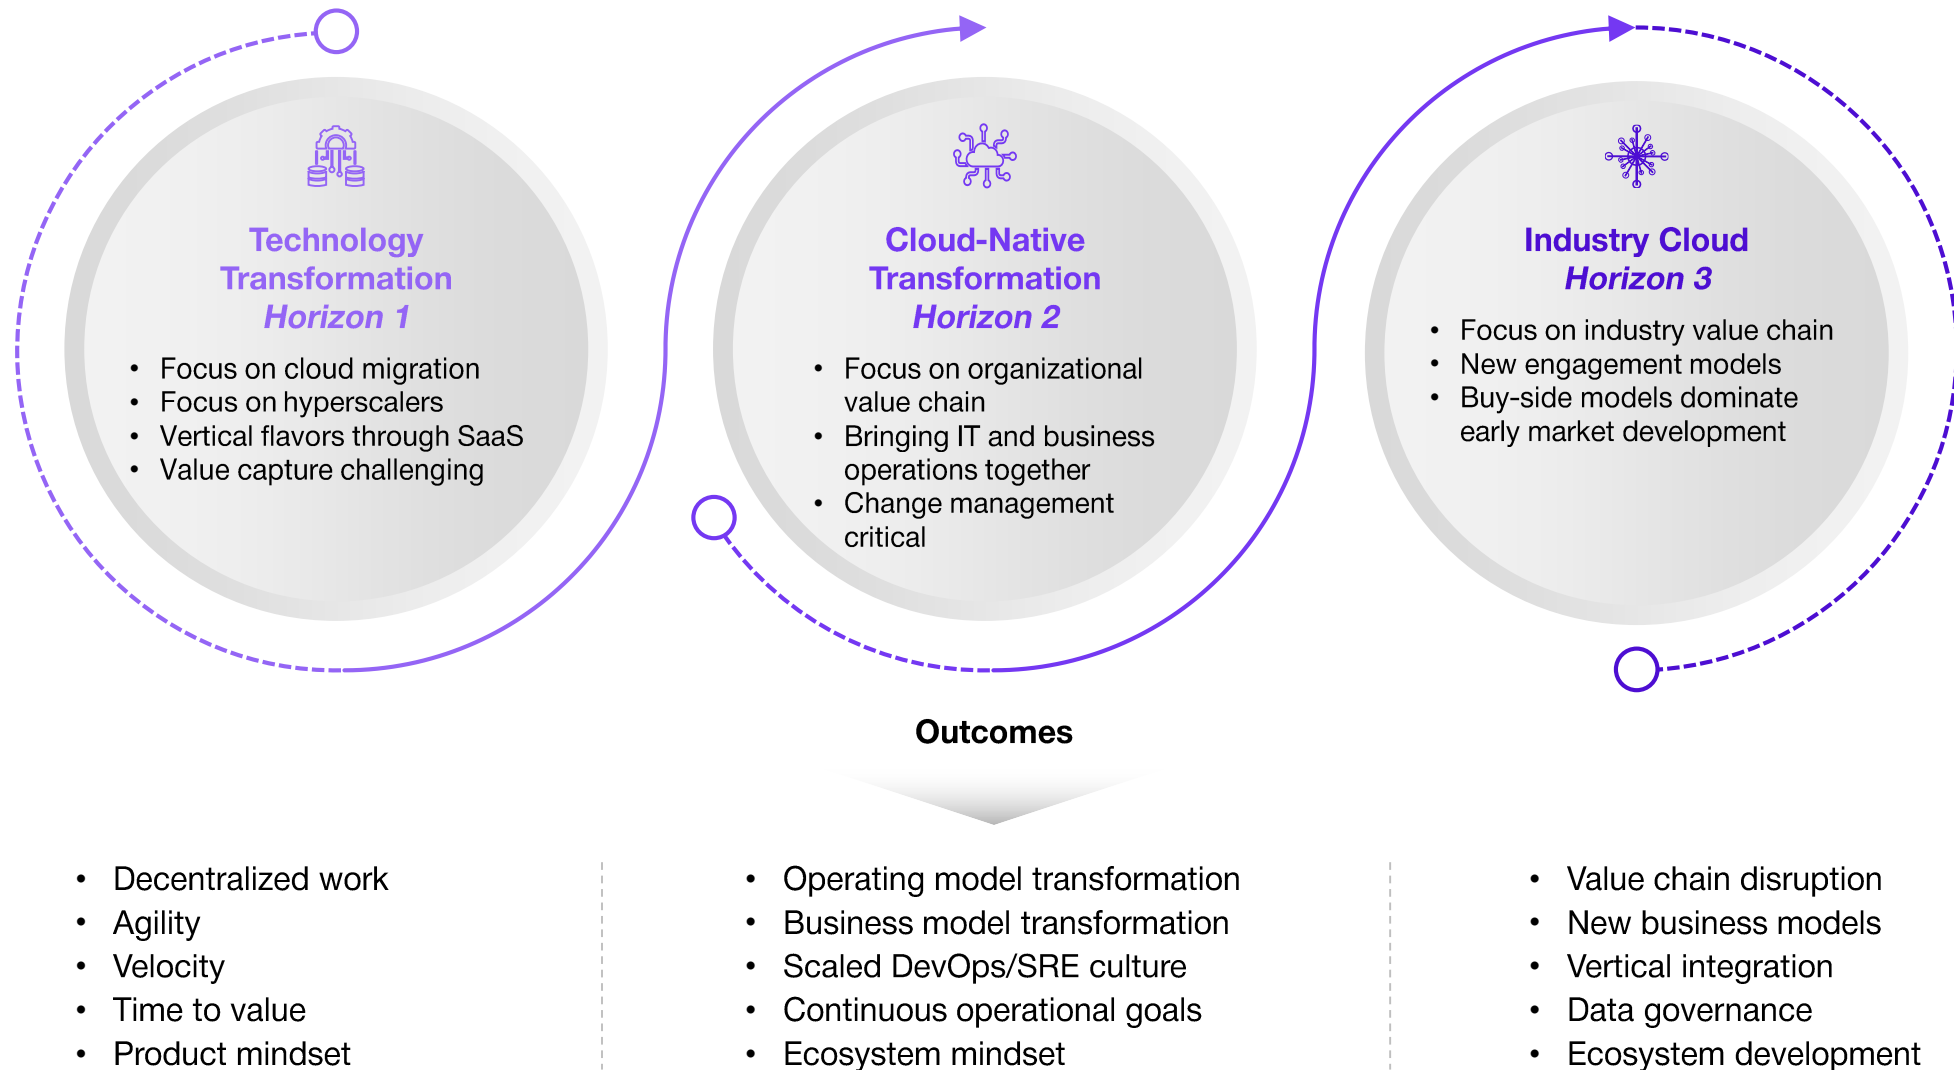 Technology
Transformation
Horizon 1
• Focus on cloud migration
• Focus on hyperscalers
• Vertical flavors through SaaS
• Value capture challenging
Cloud-Native
Transformation
Horizon 2
• Focus on organizational
value chain
• Bringing IT and business
operations together
• Change management
critical
Industry Cloud
Horizon 3
• Focus on industry value chain
• New engagement models
• Buy-side models dominate
early market development
Outcomes
• Decentralized work
• Agility
• Velocity
• Time to value
• Product mindset
• Operating model transformation
• Business model transformation
• Scaled DevOps/SRE culture
• Continuous operational goals
• Ecosystem mindset
• Value chain disruption
• New business models
• Vertical integration
• Data governance
• Ecosystem development